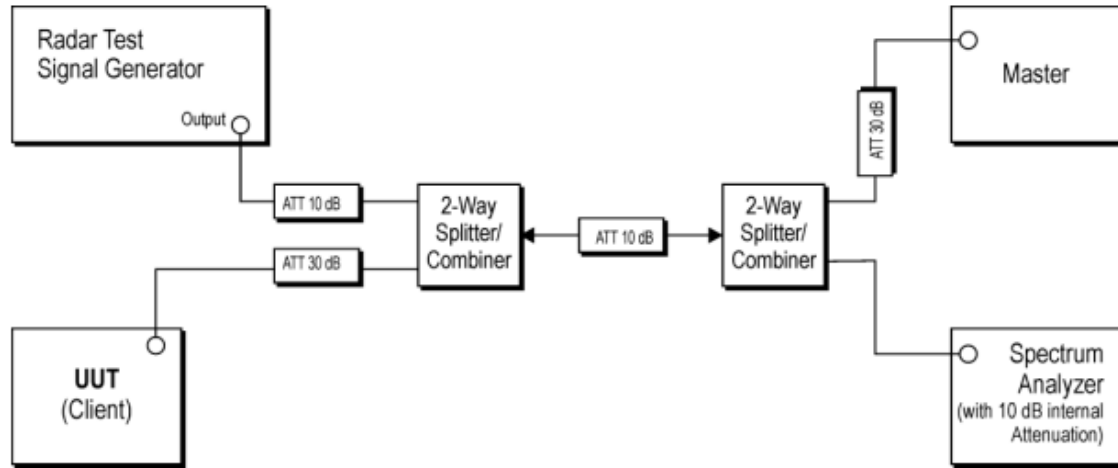 Radar Test
Signal Generator
Output
Master
ATT 30 dB
ATT 10 dB
2-Way
Splitter/
Combiner
ATT 10 dB
2-Way
Splitter/
Combiner
ATT 30 dB
UUT
(Client)
Spectrum
Analyzer
(with 10 dB internal
Attenuation)